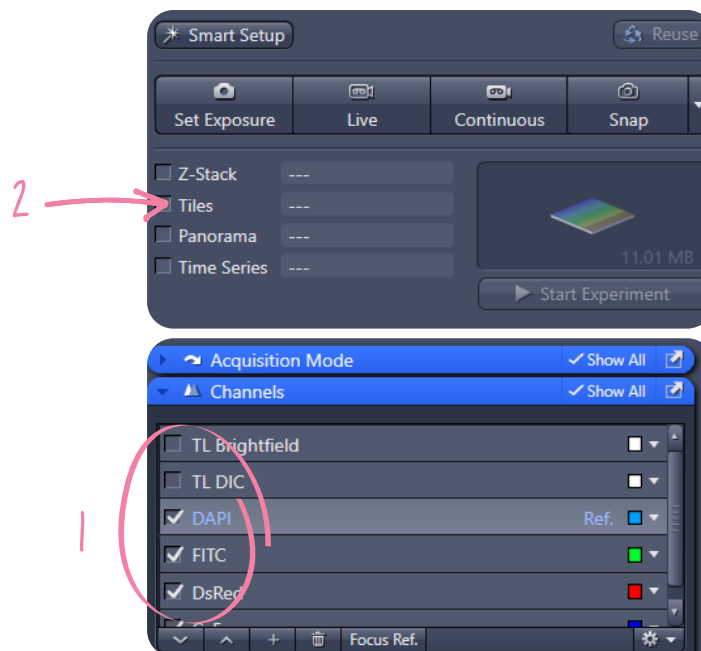 Smart Setup
Reuse
Set Exposure
Live
Continuous
Snap
Z-Stack
---
2
Tiles
---
Panorama
---
11.01 MB
Time Series
---
Start Experiment
Acquisition Mode
Show All
Channels
Show All
TL Brightfield
TL DIC
1
DAPI
Ref.
FITC
DsRed
Focus Ref.